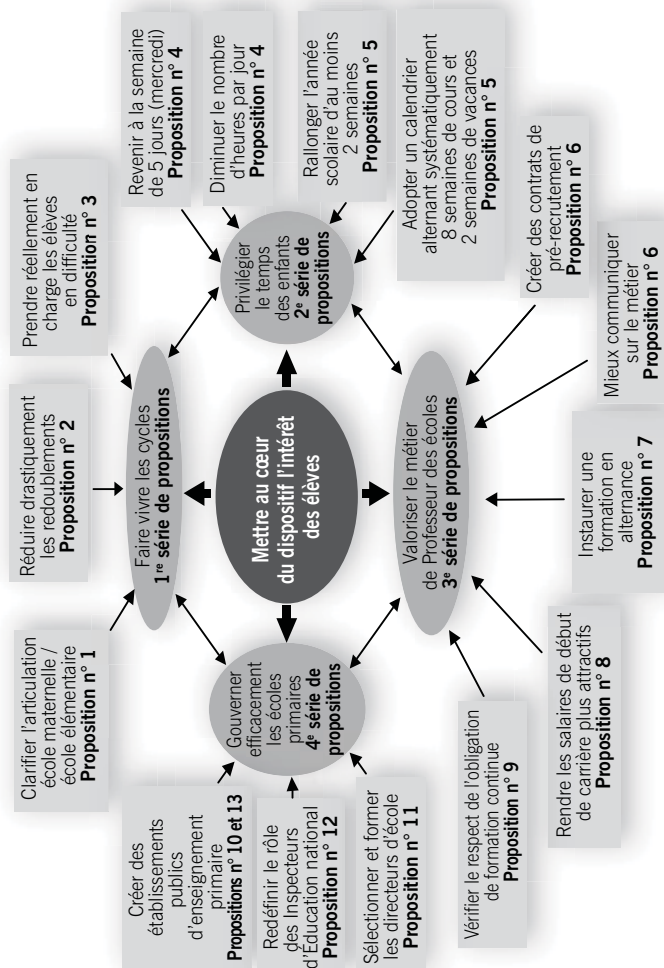 Clarifier l'articulation
école maternelle /
école élémentaire
Proposition n° 1
Réduire drastiquement
les redoublements
Proposition n° 2
Prendre réellement en
charge les élèves
en difficulté
Proposition n° 3
Faire vivre les cycles
1re série de propositions
Créer des
établissements
publics
d'enseignement
primaire
Propositions n° 10 et 13
Redéfinir le rôle
des Inspecteurs
d'Education national
Proposition n° 12
Sélectionner et former
les directeurs d'école
Proposition n° 11
Gouverner
efficacement
les écoles
primaires
4e série de
propositions
Mettre au cœur
du dispositif l'intérêt
des élèves
Privilégier
le temps
des enfants
2e série de
propositions
Revenir à la semaine
de 5 jours (mercredi)
Proposition n° 4
Diminuer le nombre
d'heures par jour
Proposition n° 4
Rallonger l'année
scolaire d'au moins
2 semaines
Proposition n° 5
Adopter un calendrier
alternant systématiquement
8 semaines de cours et
2 semaines de vacances
Proposition n° 5
Valoriser le métier
de Professeur des écoles
3e série de propositions
Vérifier le respect de l'obligation
de formation continue
Proposition n° 9
Rendre les salaires de début
de carrière plus attractifs
Proposition n° 8
Instaurer une
formation en
alternance
Proposition n° 7
Mieux communiquer
sur le métier
Proposition n° 6
Créer des contrats de
pré-recrutement
Proposition n° 6